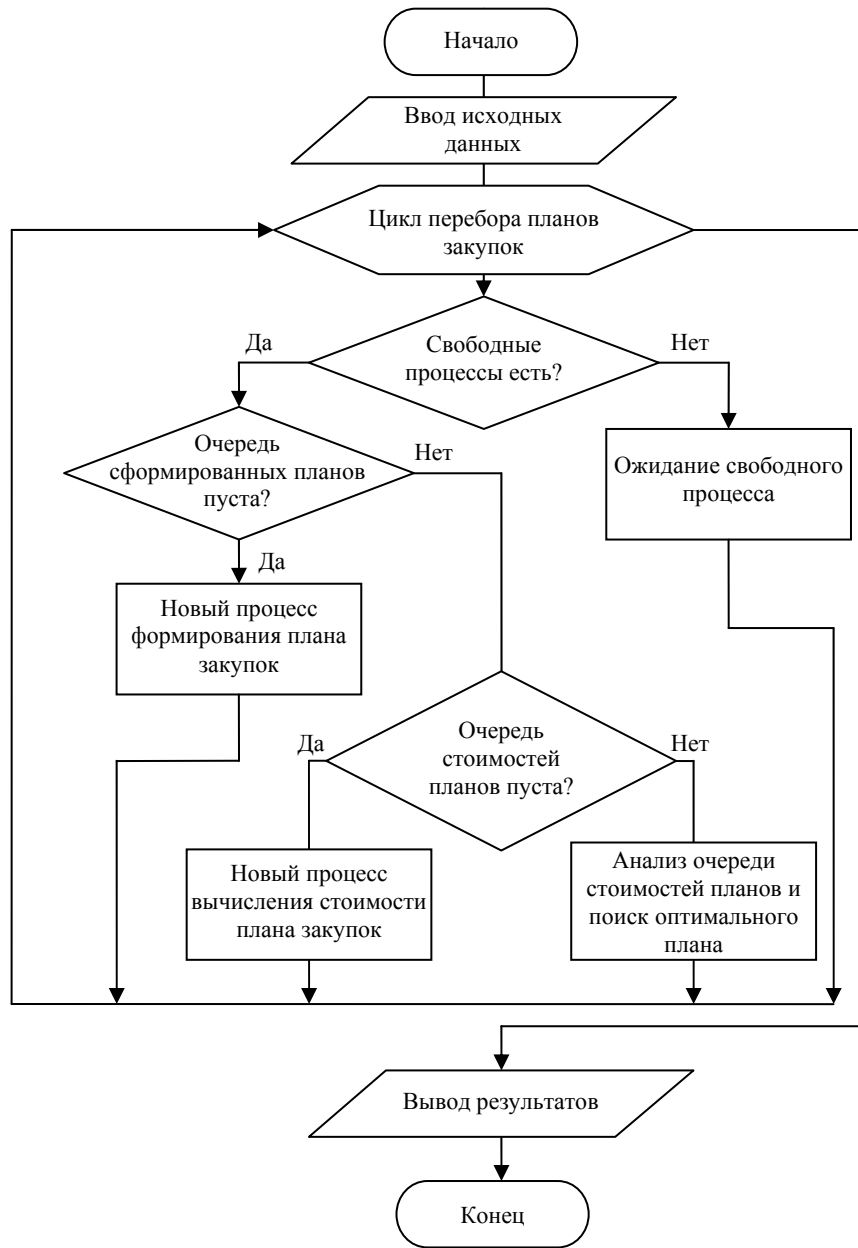 Начало
Ввод исходных
данных
Цикл перебора планов
закупок
Да
Свободные
процессы есть?
Нет
Очередь
сформированных планов
пуста?
Нет
Ожидание свободного
процесса
Да
Новый процесс
формирования плана
закупок
Да
Очередь
стоимостей
планов пуста?
Нет
Новый процесс
вычисления стоимости
плана закупок
Анализ очереди
стоимостей планов и
поиск оптимального
плана
Вывод результатов
Конец